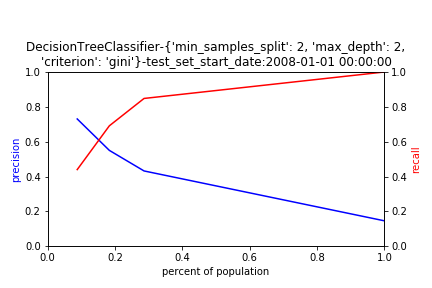 DecisionTreeClassifier-{'min_samples_split': 2, 'max_depth': 2,
'criterion': 'gini'}-test_set_start_date:2008-01-01 00:00:00
1.0
0.8
0.6
0.4
0.2
0.0
precision
1.0
0.8
0.6
0.4
0.2
0.0
recall
0.0 0.2 0.4 0.6 0.8 1.0
percent of population